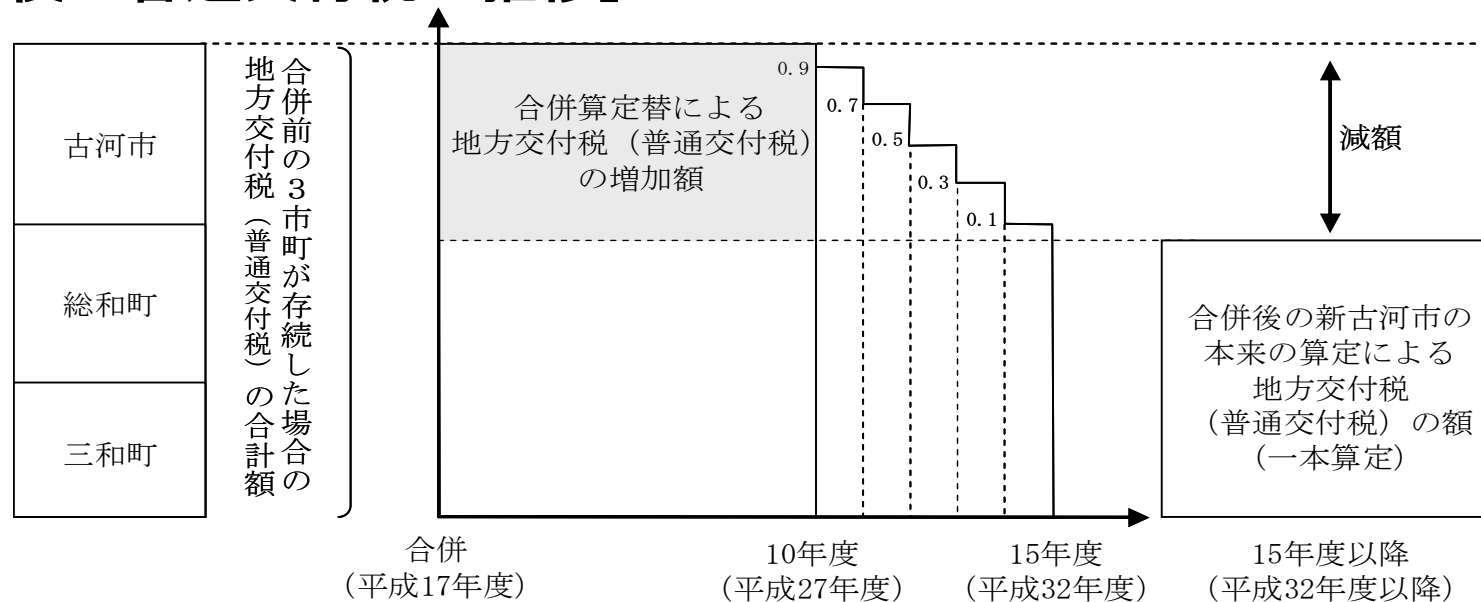 古河市
総和町
三和町
合併前の３市町が存続した場合の
地方交付税（普通交付税）の合計額
合併算定替による
地方交付税（普通交付税）
の増加額
0.9
0.7
0.5
0.3
0.1
減額
合併後の新古河市の
本来の算定による
地方交付税
（普通交付税）の額
（一本算定）
合併
（平成17年度）
10年度
（平成27年度）
15年度
（平成32年度）
15年度以降
（平成32年度以降）